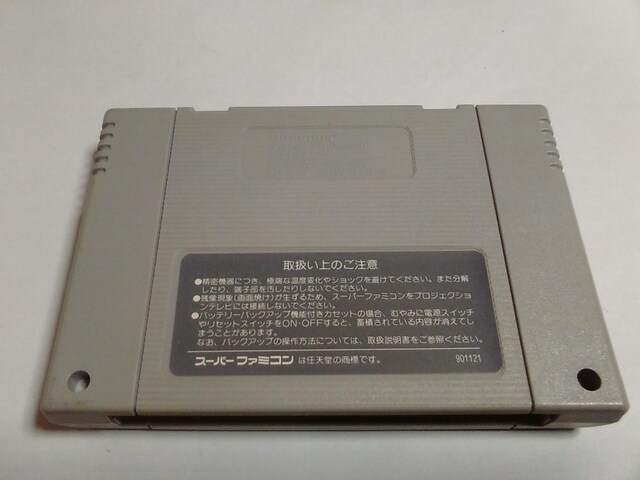 取扱い上のご注意
●精密機器につき、極端な温度変化やショックを避けてください。また分解
したり、端子部を汚したりしないでください。
●残像現象(画面焼け)が生ずるため、スーパーファミコンをプロジェクショ
ンテレビには接続しないでください。
●バッテリーバックアップ機能付きカセットの場合、むやみに電源スイッチ
やリセットスイッチをON・OFFすると、蓄積されている内容が消えてし
まうことがあります。
なお、バックアップの操作方法については、取扱説明書をご参照ください。
スーパーファミコン は任天堂の商標です。 901121